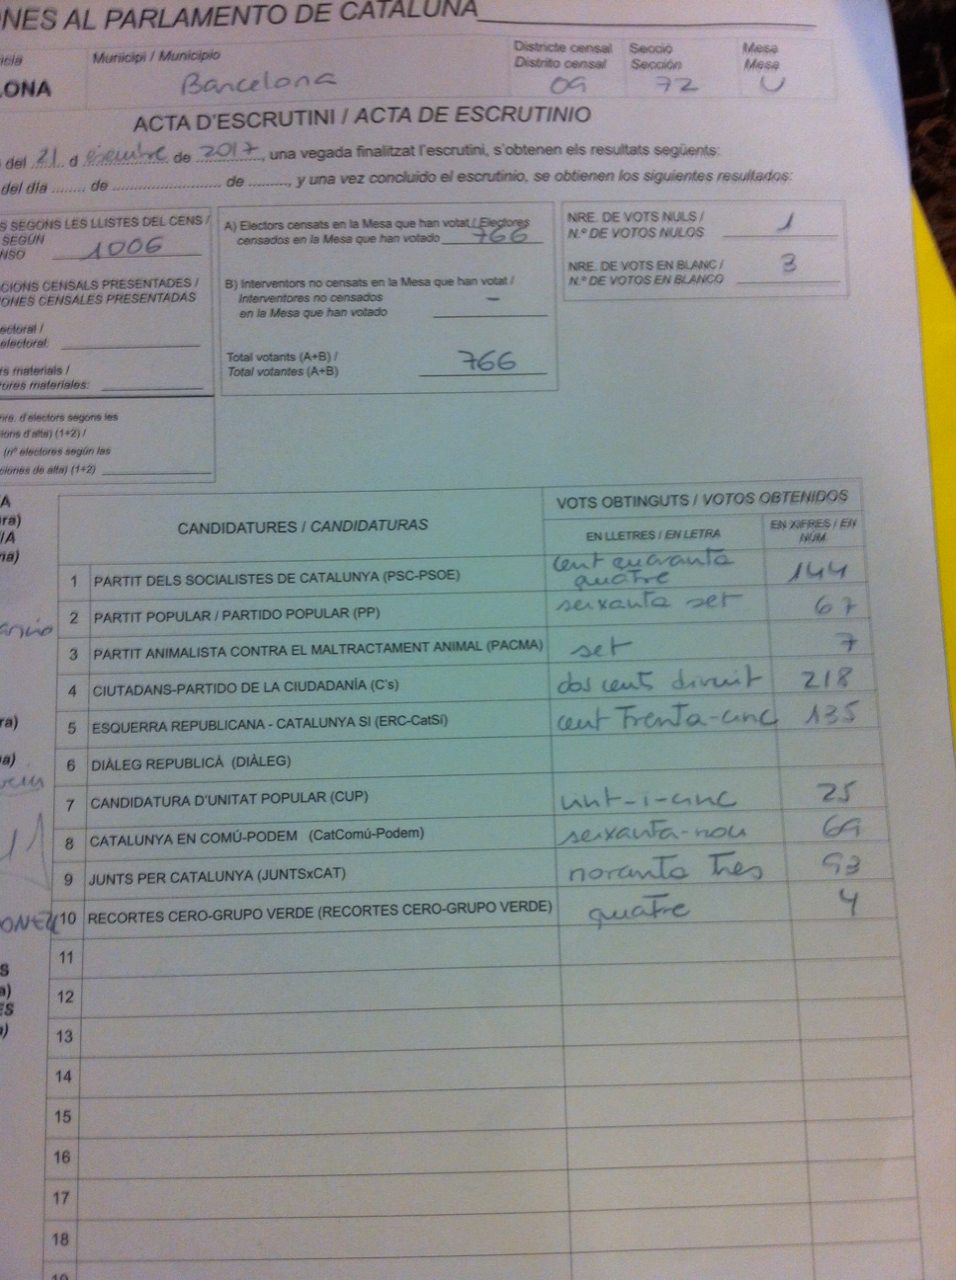 NES AL PARLAMENTO DE CATALUÑA
Municipi / Municipio
Barcelona
Districte censal
Distrito censal
09
Secció
Sección
72
Mesa
Mesa
U
LONA
ACTA D'ESCRUTINI / ACTA DE ESCRUTINIO
del 21 d de 2017, una vegada finalitzat l'escrutini, s'obtenen els resultats següents:
del día ........ de ........................ de ........., y una vez concluido el escrutinio, se obtienen los siguientes resultados:
S SEGONS LES LLISTES DEL CENS /
SEGÚN
NSO 1006
CIONS CENSALS PRESENTADES /
ONES CENSALES PRESENTADAS
ectoral /
electoral:
rs materials /
rores materiales:
nre. d'electors segons les
ions d'alta) (1+2) /
(nº electores según las
ciones de alta) (1+2)
A) Electors censats en la Mesa que han votat / Electores
censados en la Mesa que han votado 766
B) Interventors no censats en la Mesa que han votat /
Interventores no censados
en la Mesa que han votado –
Total votants (A+B) /
Total votantes (A+B) 766
NRE. DE VOTS NULS /
N.º DE VOTOS NULOS 1
NRE. DE VOTS EN BLANC /
N.º DE VOTOS EN BLANCO 3
CANDIDATURES / CANDIDATURAS
VOTS OBTINGUTS / VOTOS OBTENIDOS
EN LLETRES / EN LETRA
EN XIFRES / EN
NÚM.
1 PARTIT DELS SOCIALISTES DE CATALUNYA (PSC-PSOE) cent cuaranta
quatre 144
2 PARTIT POPULAR / PARTIDO POPULAR (PP) seixanta set 67
3 PARTIT ANIMALISTA CONTRA EL MALTRACTAMENT ANIMAL (PACMA) set 7
4 CIUTADANS-PARTIDO DE LA CIUDADANÍA (C's) dos cents divuit 218
5 ESQUERRA REPUBLICANA - CATALUNYA SÍ (ERC-CatSí) cent Trenta-cinc 135
6 DIÀLEG REPUBLICÀ (DIÀLEG)
7 CANDIDATURA D'UNITAT POPULAR (CUP) vint-i-cinc 25
8 CATALUNYA EN COMÚ-PODEM (CatComú-Podem) seixanta-nou 69
9 JUNTS PER CATALUNYA (JUNTSxCAT) noranta tres 93
10 RECORTES CERO-GRUPO VERDE (RECORTES CERO-GRUPO VERDE) quatre 4
11
12
13
14
15
16
17
18